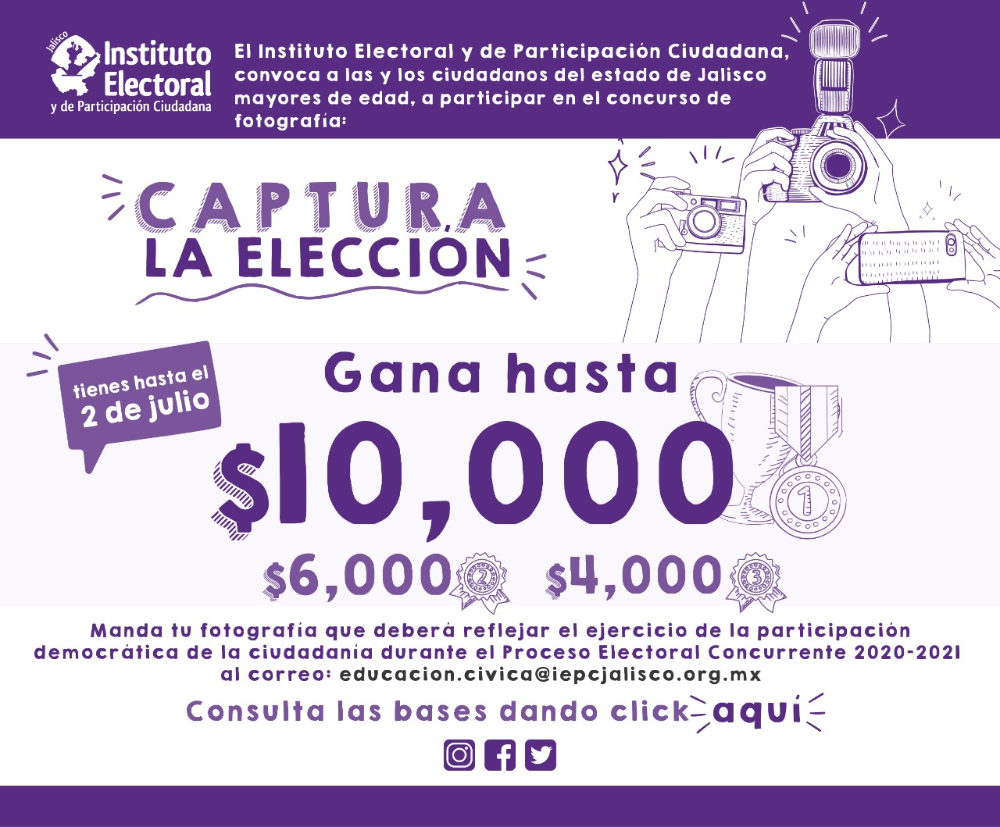 Jalisco
Instituto
Electoral
y de Participación Ciudadana
El Instituto Electoral y de Participación Ciudadana,
convoca a las y los ciudadanos del estado de Jalisco
mayores de edad, a participar en el concurso de
fotografía:
CAPTURA
LA ELECCIÓN
tienes hasta el
2 de julio
Gana hasta
$10,000
1
$6,000 2 $4,000 3
Manda tu fotografía que deberá reflejar el ejercicio de la participación
democrática de la ciudadanía durante el Proceso Electoral Concurrente 2020-2021
al correo: educacion.civica@iepcjalisco.org.mx
Consulta las bases dando click aquí